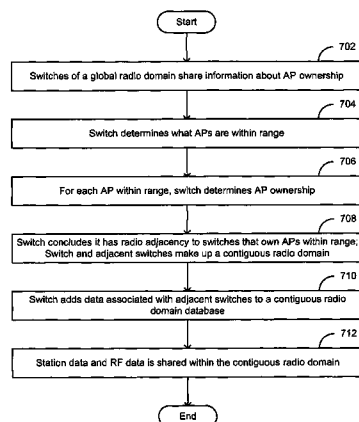 Start
702
Switches of a global radio domain share information about AP ownership
704
Switch determines what APs are within range
706
For each AP within range, switch determines AP ownership
708
Switch concludes it has radio adjacency to switches that own APs within range;
Switch and adjacent switches make up a contiguous radio domain
710
Switch adds data associated with adjacent switches to a contiguous radio
domain database
712
Station data and RF data is shared within the contiguous radio domain
End